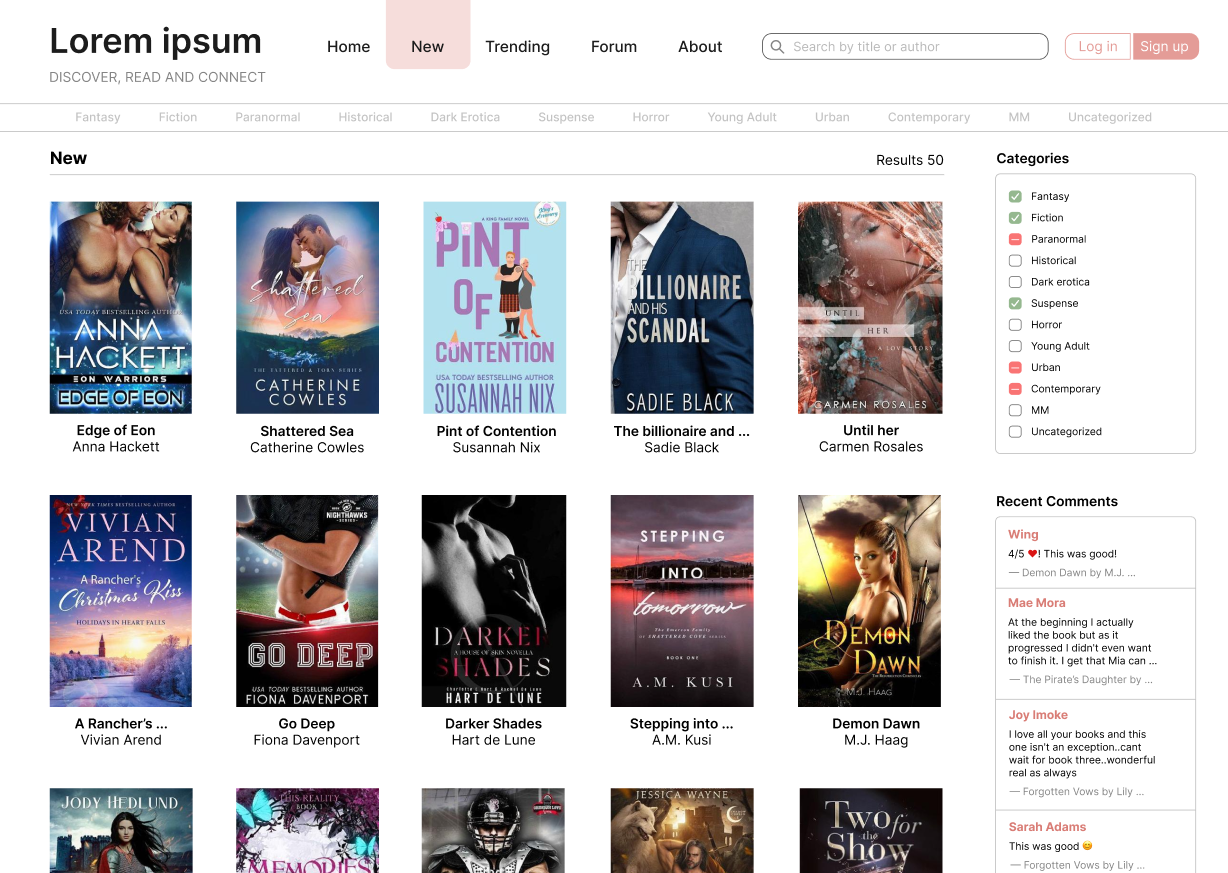 Lorem ipsum
DISCOVER, READ AND CONNECT
Home
New
Trending
Forum
About
Search by title or author
Log in
Sign up
Fantasy
Fiction
Paranormal
Historical
Dark Erotica
Suspense
Horror
Young Adult
Urban
Contemporary
MM
Uncategorized
New
Results 50
USA TODAY BESTSELLING AUTHOR
ANNA
HACKETT
EON WARRIORS
EDGE OF EON
Edge of Eon
Anna Hackett
Shattered
Sea
THE TATTERED & TORN SERIES
CATHERINE
COWLES
Shattered Sea
Catherine Cowles
A KING FAMILY NOVEL
PINT
OF
CONTENTION
USA TODAY BESTSELLING AUTHOR
SUSANNAH NIX
Pint of Contention
Susannah Nix
THE
BILLIONAIRE
AND HIS
SCANDAL
SADIE BLACK
The billionaire and ...
Sadie Black
UNTIL
HER
A LOVE STORY
CARMEN ROSALES
Until her
Carmen Rosales
NEW YORK TIMES BESTSELLING AUTHOR
VIVIAN
AREND
A Rancher's
Christmas Kiss
HOLIDAYS IN HEART FALLS
A Rancher’s ...
Vivian Arend
NIGHTHAWKS
SERIES
GO DEEP
USA TODAY BESTSELLING AUTHOR
FIONA DAVENPORT
Go Deep
Fiona Davenport
DARKER
A HOUSE OF SKIN NOVELLA
SHADES
HART DE LUNE
Darker Shades
Hart de Lune
STEPPING
INTO
tomorrow
The Emerson Family
OF SHATTERED COVE SERIES
BOOK ONE
A.M. KUSI
Stepping into ...
A.M. Kusi
DEMON
DAWN
M.J. HAAG
Demon Dawn
M.J. Haag
JODY HEDLUND
THIS REALITY
BOOK 1
MEMORIES
JESSICA WAYNE
Two for
the
Show
Categories
Fantasy
Fiction
Paranormal
Historical
Dark erotica
Suspense
Horror
Young Adult
Urban
Contemporary
MM
Uncategorized
Recent Comments
Wing
4/5 ❤! This was good!
— Demon Dawn by M.J. ...
Mae Mora
At the beginning I actually
liked the book but as it
progressed I didn't even want
to finish it. I get that Mia can ...
— The Pirate's Daughter by ...
Joy Imoke
I love all your books and this
one isn't an exception..cant
wait for book three..wonderful
real as always
— Forgotten Vows by Lily ...
Sarah Adams
This was good 😊
— Forgotten Vows by Lily ...